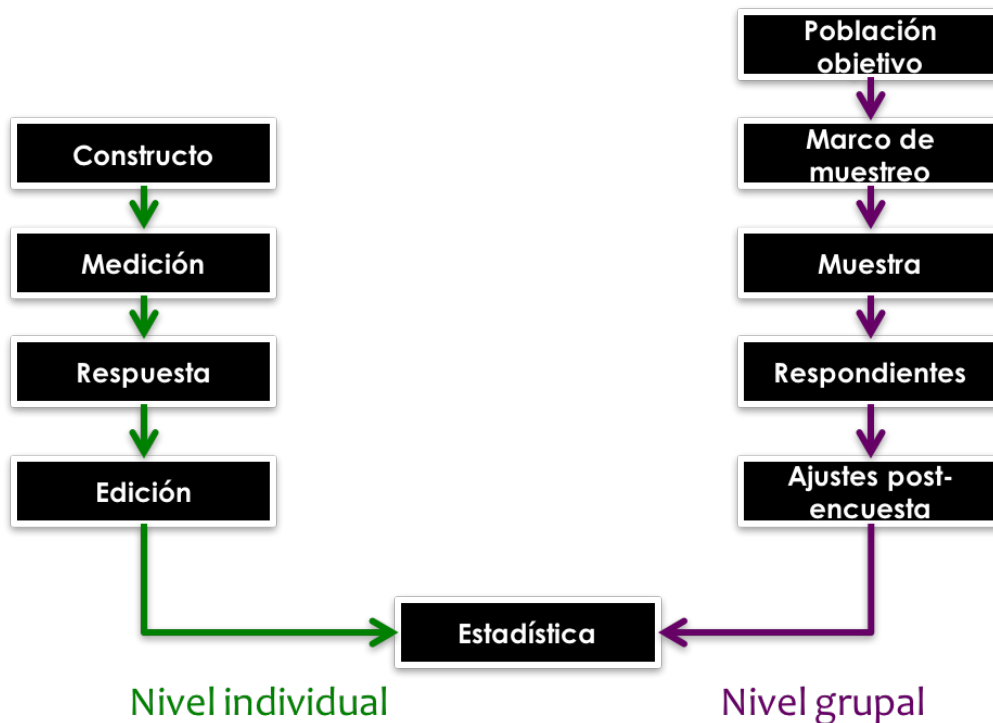 Población
objetivo
Constructo
Marco de
muestreo
Medición
Muestra
Respuesta
Respondientes
Edición
Ajustes post-
encuesta
Estadística
Nivel individual
Nivel grupal